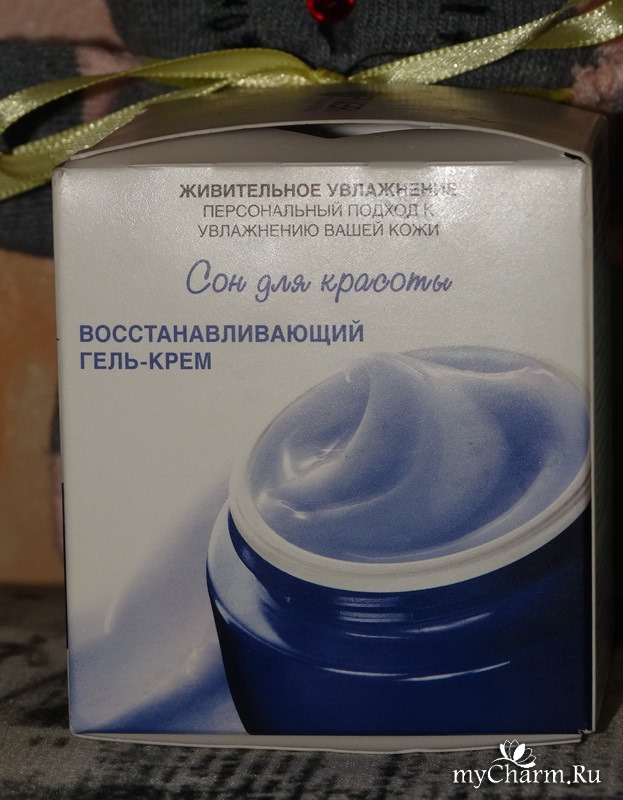 ЖИВИТЕЛЬНОЕ УВЛАЖНЕНИЕ
ПЕРСОНАЛЬНЫЙ ПОДХОД К
УВЛАЖНЕНИЮ ВАШЕЙ КОЖИ
Сон для красоты
ВОССТАНАВЛИВАЮЩИЙ
ГЕЛЬ-КРЕМ
myCharm.Ru